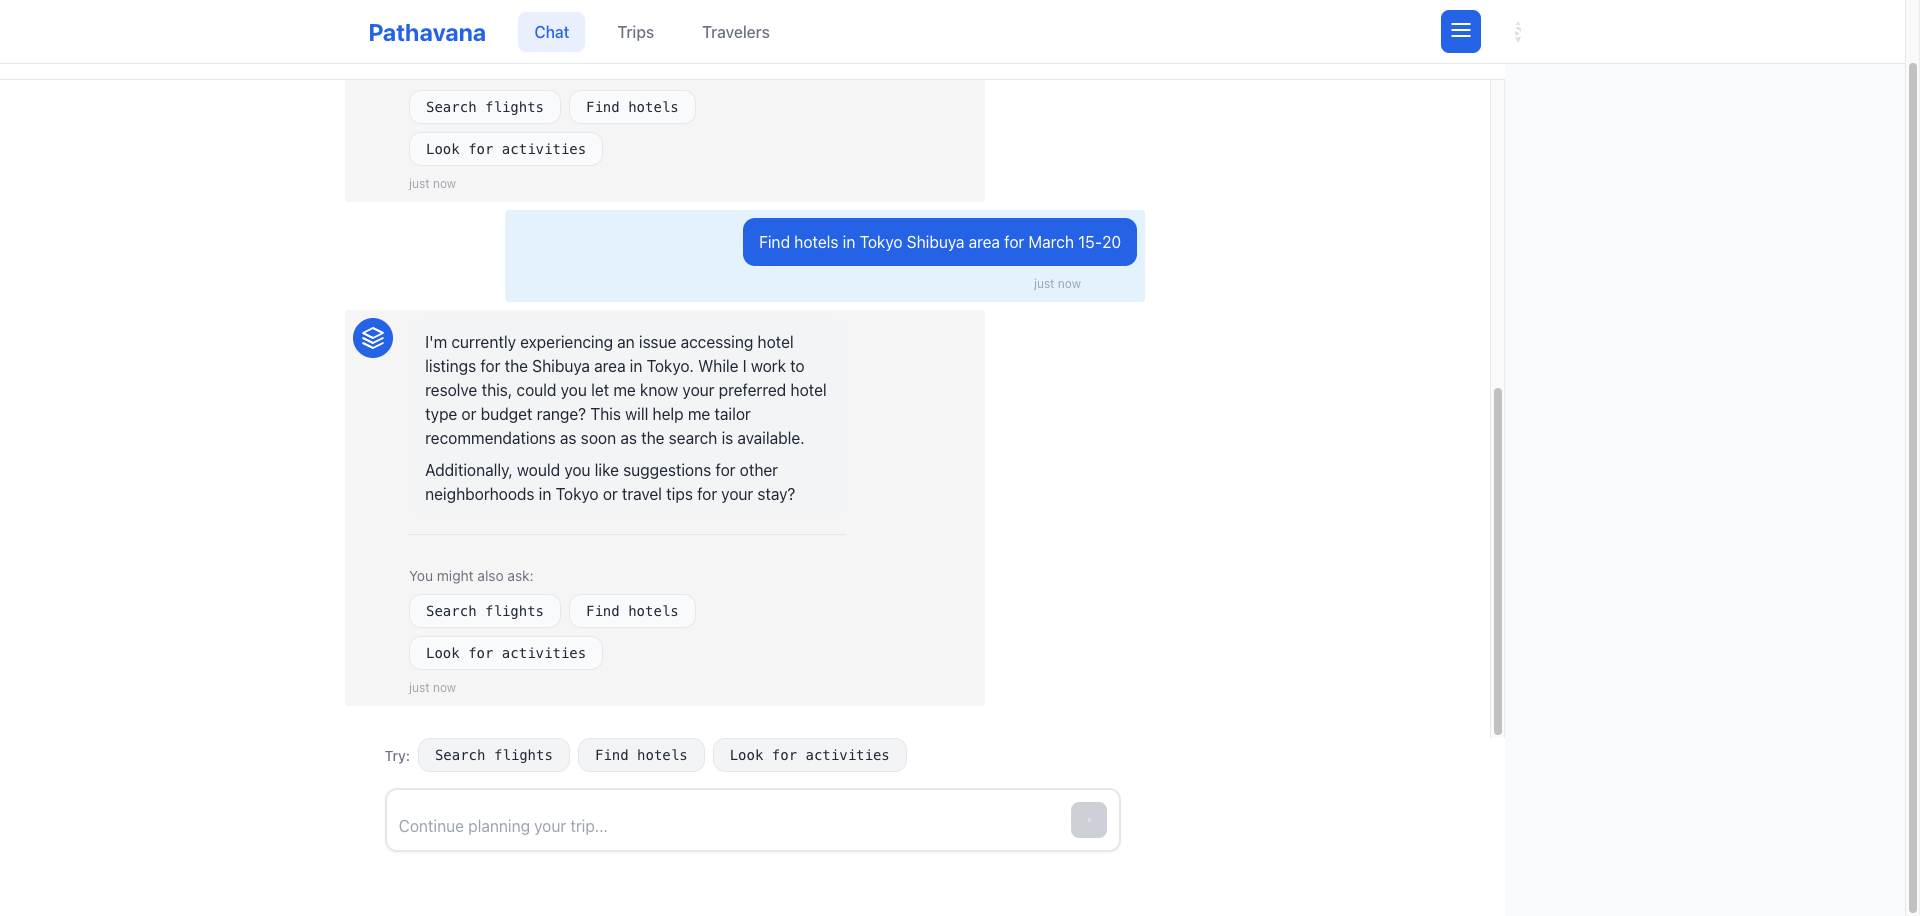 Pathavana
Chat
Trips
Travelers
Search flights
Find hotels
Look for activities
just now
Find hotels in Tokyo Shibuya area for March 15-20
just now
I'm currently experiencing an issue accessing hotel
listings for the Shibuya area in Tokyo. While I work to
resolve this, could you let me know your preferred hotel
type or budget range? This will help me tailor
recommendations as soon as the search is available.
Additionally, would you like suggestions for other
neighborhoods in Tokyo or travel tips for your stay?
You might also ask:
Search flights
Find hotels
Look for activities
just now
Try:
Search flights
Find hotels
Look for activities
Continue planning your trip...